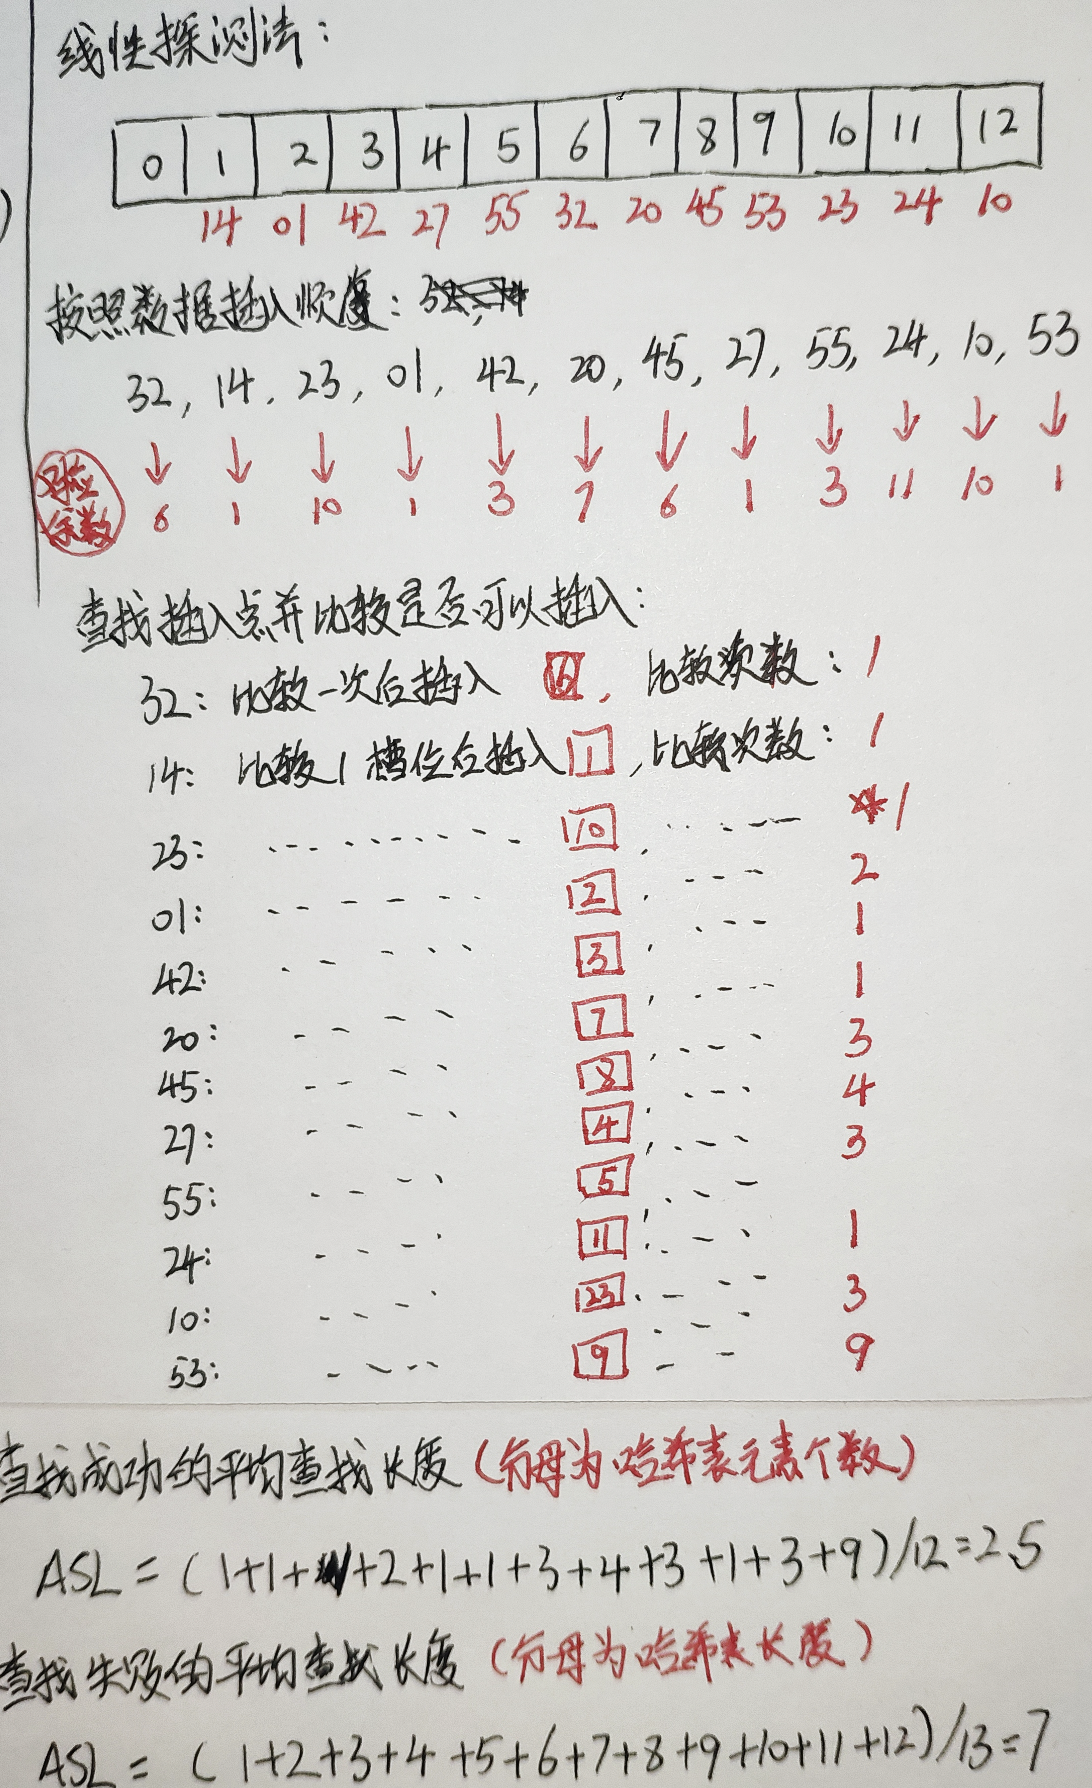 线性探测法：
0 1 2 3 4 5 6 7 8 9 10 11 12
14 01 42 27 55 32 20 45 53 23 24 10
按照数据插入顺序：
32, 14, 23, 01, 42, 20, 45, 27, 55, 24, 10, 53
对应
余数
6 1 10 1 3 7 6 1 3 11 10 1
查找插入点并比较是否可以插入：
32: 比较一次后插入 6, 比较次数：1
14: 比较1槽位后插入 1, 比较次数：1
23: 10, 1
01: 2, 2
42: 3, 1
20: 7, 1
45: 8, 3
27: 4, 4
55: 5, 3
24: 11, 1
10: 3
53: 9 9
查找成功的平均查找长度（分母为哈希表元素个数）
ASL = (1+1+1+2+1+1+3+4+3+1+3+9)/12=2.5
查找失败的平均查找长度（分母为哈希表长度）
ASL = (1+2+3+4+5+6+7+8+9+10+11+12)/13=7